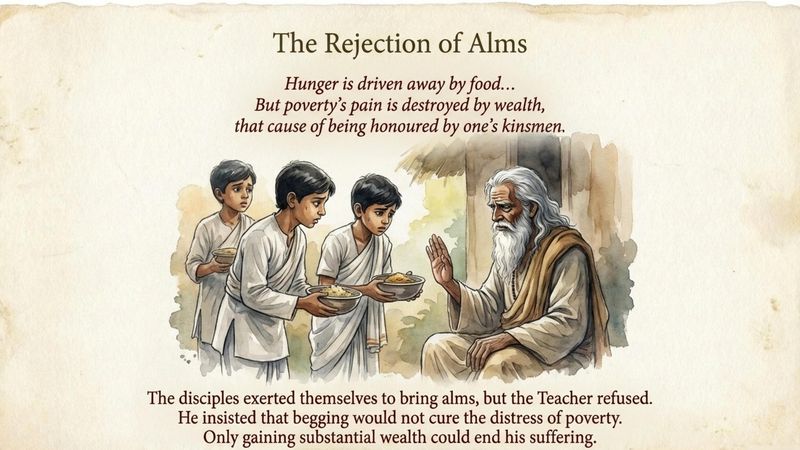 The Rejection of Alms
Hunger is driven away by food…
But poverty’s pain is destroyed by wealth,
that cause of being honoured by one’s kinsmen.
The disciples exerted themselves to bring alms, but the Teacher refused.
He insisted that begging would not cure the distress of poverty.
Only gaining substantial wealth could end his suffering.